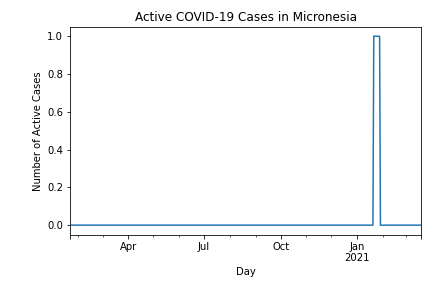 Active COVID-19 Cases in Micronesia
1.0
0.8
0.6
0.4
0.2
0.0
Number of Active Cases
Apr
Jul
Oct
Jan
2021
Day